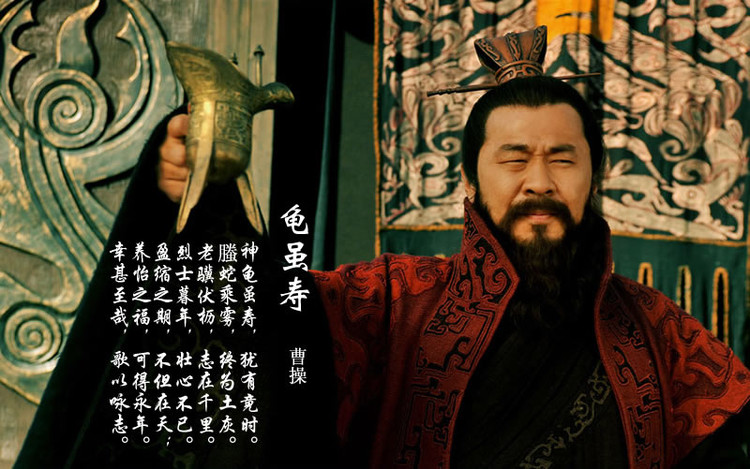 龟虽寿
曹操
神龟虽寿，犹有竟时。
螣蛇乘雾，终为土灰。
老骥伏枥，志在千里。
烈士暮年，壮心不已。
盈缩之期，不但在天；
养怡之福，可得永年。
幸甚至哉，歌以咏志。